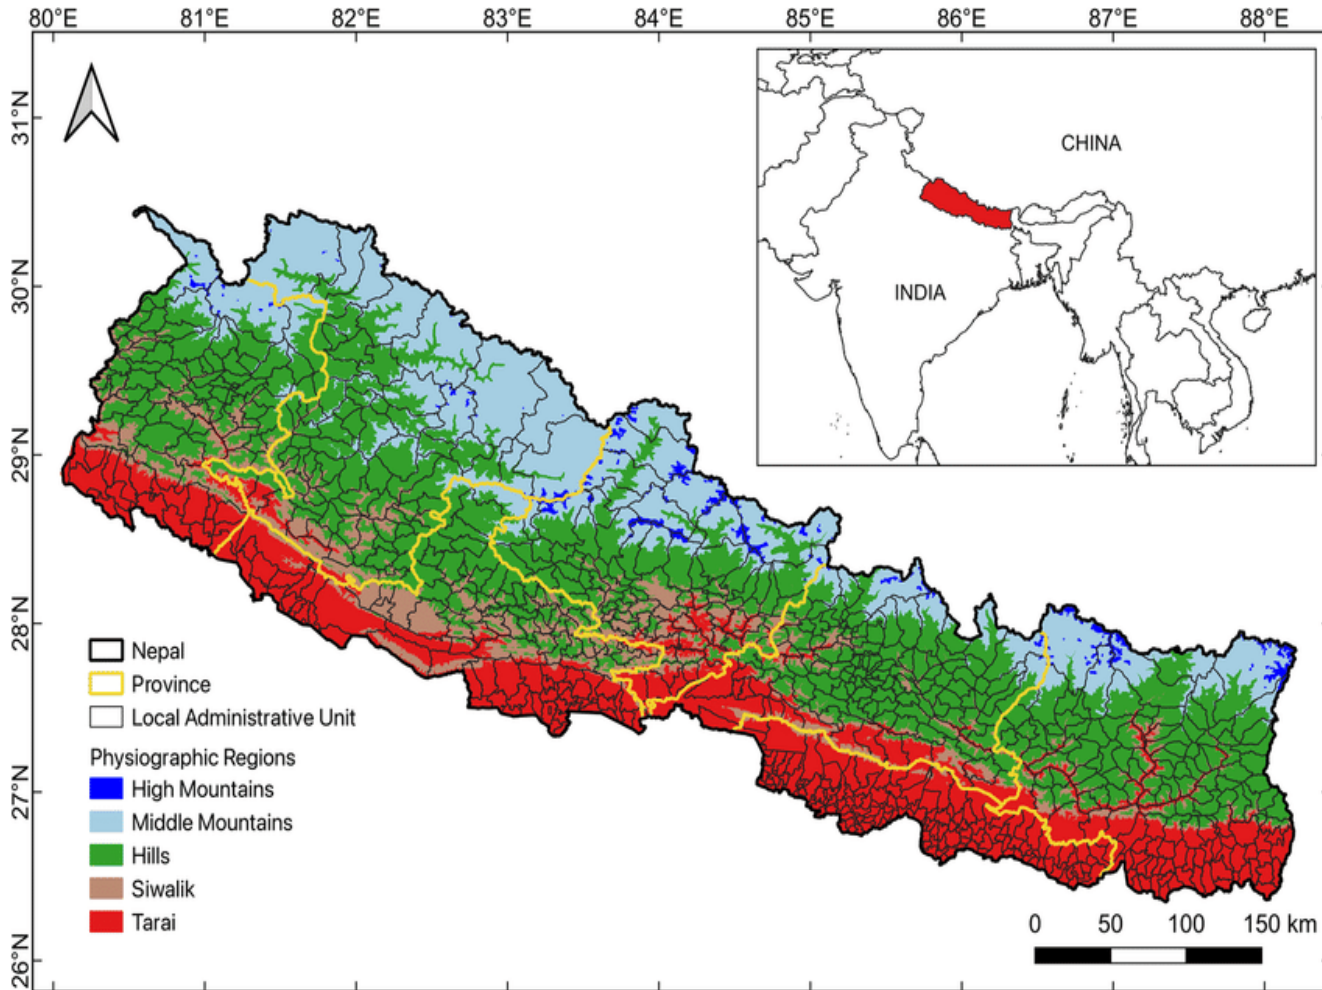 80°E 81°E 82°E 83°E 84°E 85°E 86°E 87°E 88°E
31°N
30°N
29°N
28°N
27°N
26°N
CHINA
INDIA
Nepal
Province
Local Administrative Unit
Physiographic Regions
High Mountains
Middle Mountains
Hills
Siwalik
Tarai
0 50 100 150 km